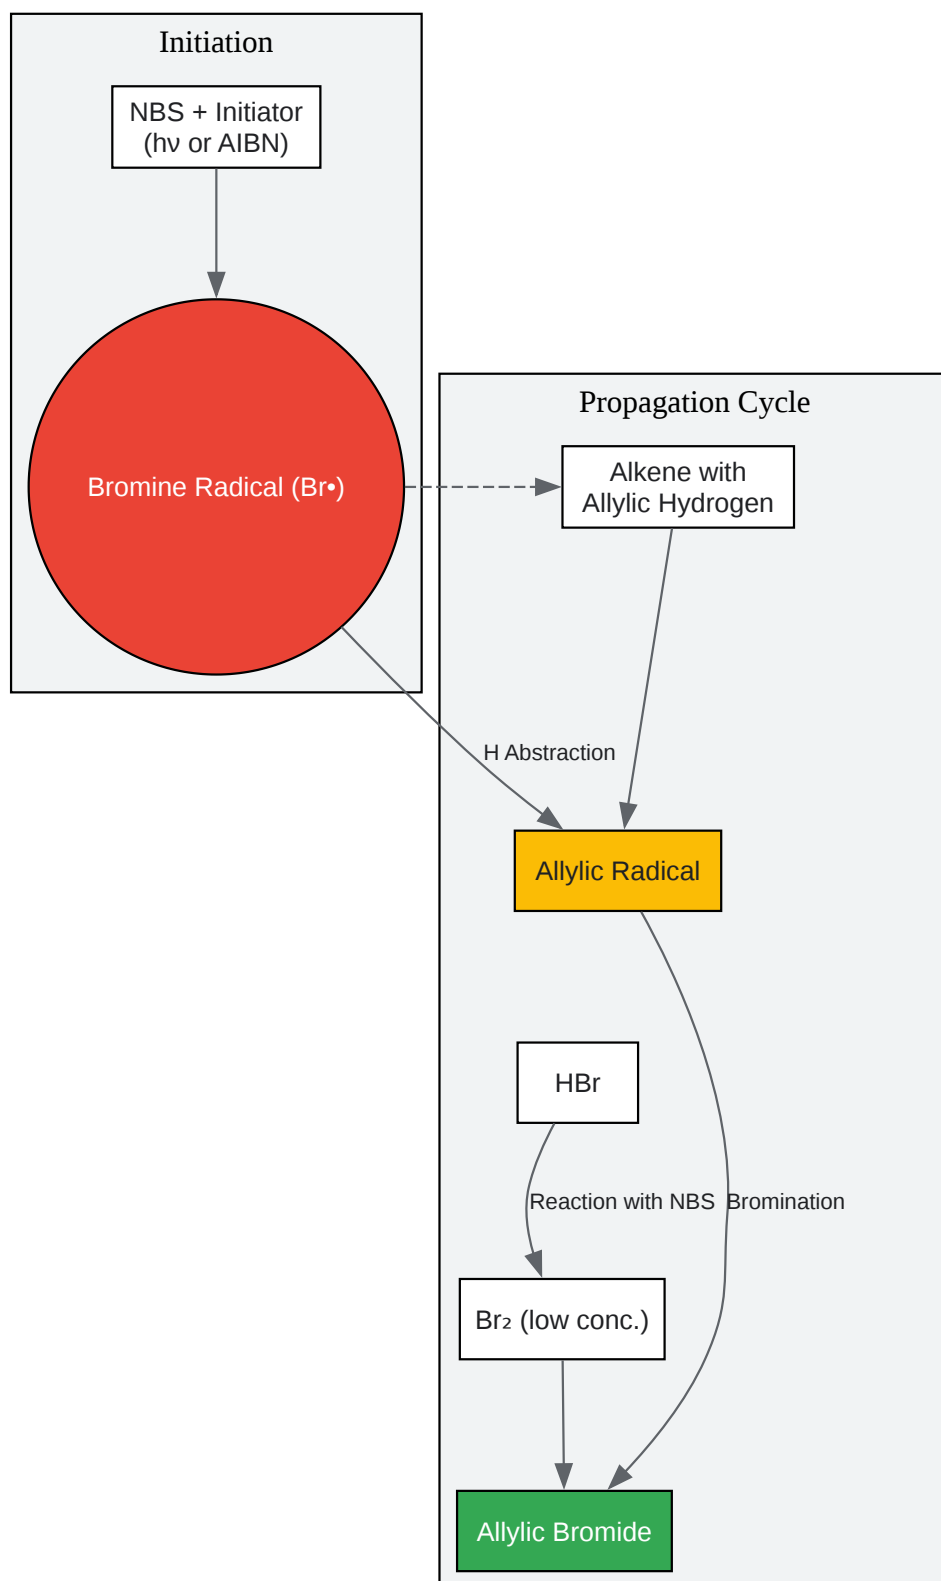 Initiation
NBS + Initiator
(hν or AIBN)
Bromine Radical (Br•)
Propagation Cycle
Alkene with
Allylic Hydrogen
H Abstraction
Allylic Radical
HBr
Reaction with NBS
Bromination
Br₂ (low conc.)
Allylic Bromide